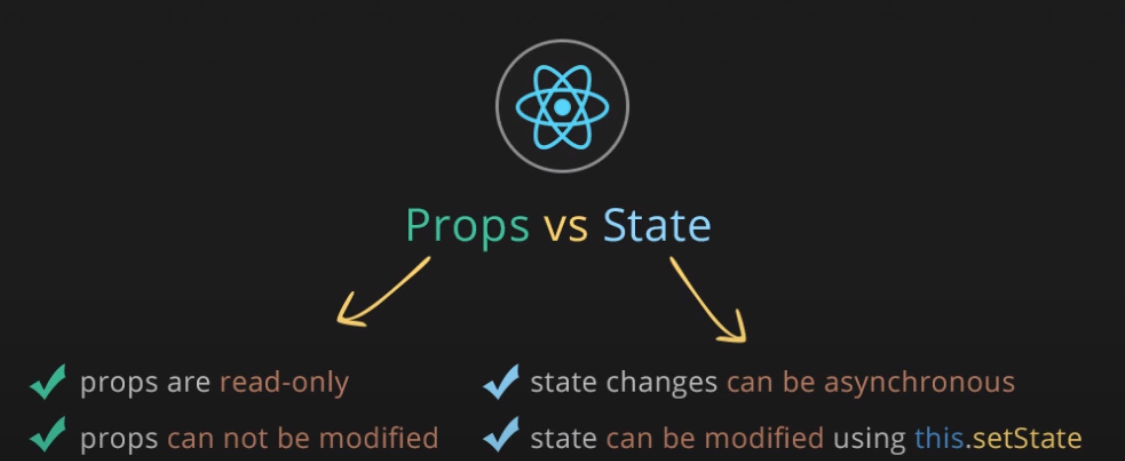 Props vs State
props are read-only
props can not be modified
state changes can be asynchronous
state can be modified using this.setState